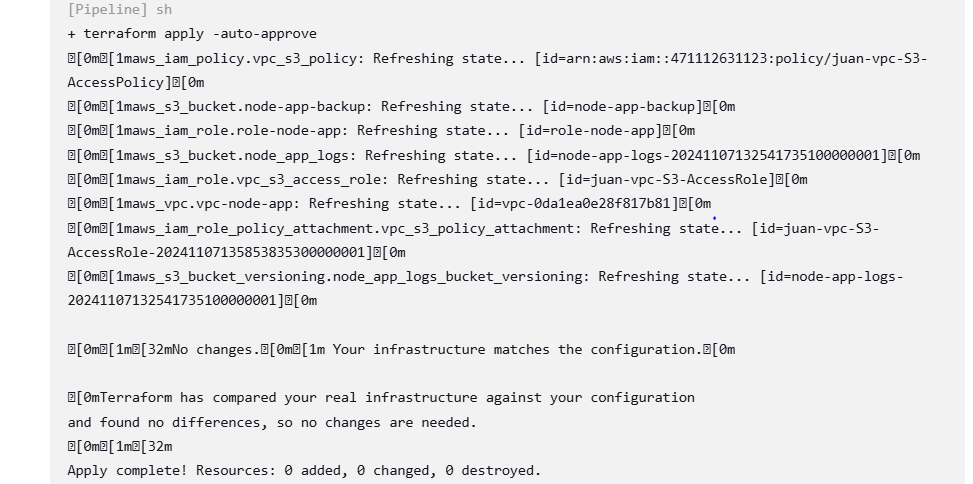 [Pipeline] sh
+ terraform apply -auto-approve
␛[0m␛[1maws_iam_policy.vpc_s3_policy: Refreshing state... [id=arn:aws:iam::471112631123:policy/juan-vpc-S3-
AccessPolicy]␛[0m
␛[0m␛[1maws_s3_bucket.node-app-backup: Refreshing state... [id=node-app-backup]␛[0m
␛[0m␛[1maws_iam_role.role-node-app: Refreshing state... [id=role-node-app]␛[0m
␛[0m␛[1maws_s3_bucket.node_app_logs: Refreshing state... [id=node-app-logs-20241107132541735100000001]␛[0m
␛[0m␛[1maws_iam_role.vpc_s3_access_role: Refreshing state... [id=juan-vpc-S3-AccessRole]␛[0m
␛[0m␛[1maws_vpc.vpc-node-app: Refreshing state... [id=vpc-0da1ea0e28f817b81]␛[0m
␛[0m␛[1maws_iam_role_policy_attachment.vpc_s3_policy_attachment: Refreshing state... [id=juan-vpc-S3-
AccessRole-20241107135853835300000001]␛[0m
␛[0m␛[1maws_s3_bucket_versioning.node_app_logs_bucket_versioning: Refreshing state... [id=node-app-logs-
20241107132541735100000001]␛[0m
␛[0m␛[1m␛[32mNo changes.␛[0m␛[1m Your infrastructure matches the configuration.␛[0m
␛[0mTerraform has compared your real infrastructure against your configuration
and found no differences, so no changes are needed.
␛[0m␛[1m␛[32m
Apply complete! Resources: 0 added, 0 changed, 0 destroyed.